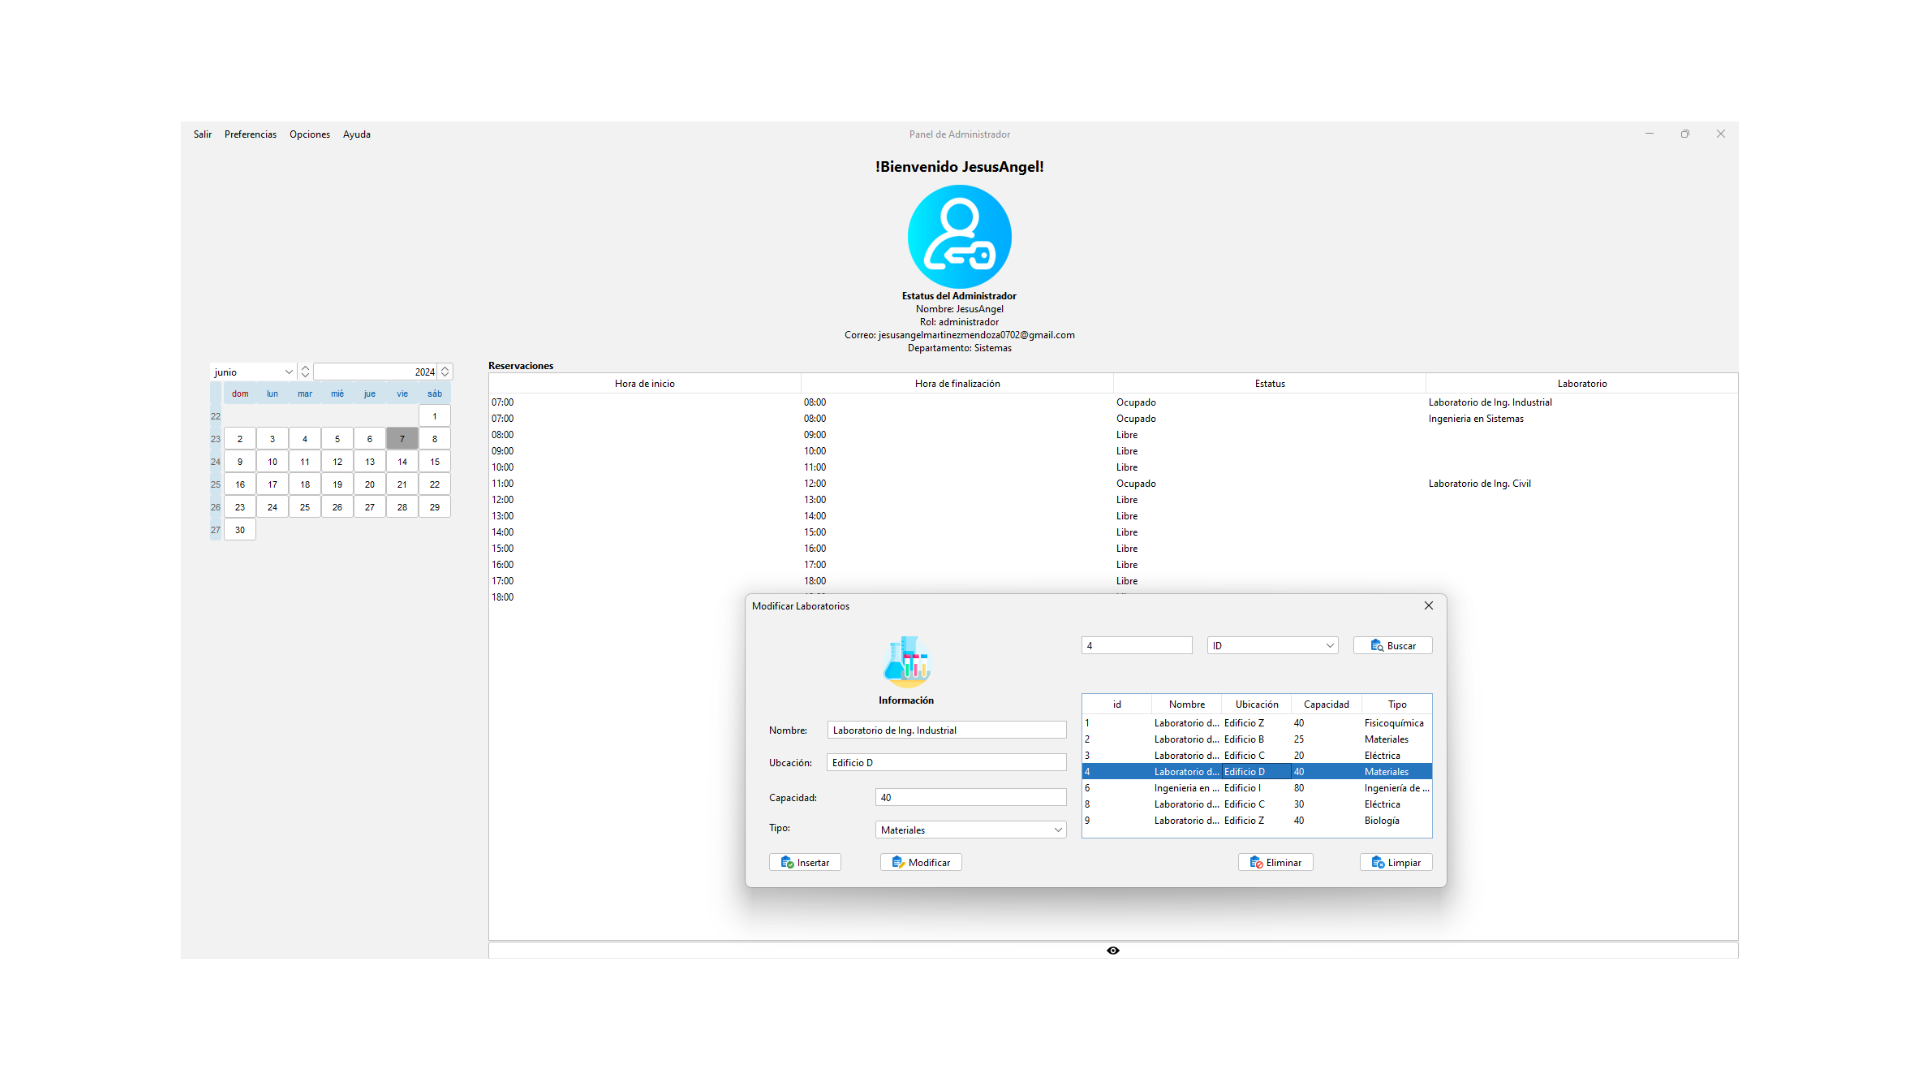 Salir Preferencias Opciones Ayuda
Panel de Administrador
!Bienvenido JesusAngel!
Estatus del Administrador
Nombre: JesusAngel
Rol: administrador
Correo: jesusangelmartinezmendoza0702@gmail.com
Departamento: Sistemas
junio 2024
dom lun mar mié jue vie sáb
22 1
23 2 3 4 5 6 7 8
24 9 10 11 12 13 14 15
25 16 17 18 19 20 21 22
26 23 24 25 26 27 28 29
27 30
Reservaciones
Hora de inicio Hora de finalización Estatus Laboratorio
07:00 08:00 Ocupado Laboratorio de Ing. Industrial
07:00 08:00 Ocupado Ingenieria en Sistemas
08:00 09:00 Libre
09:00 10:00 Libre
10:00 11:00 Libre
11:00 12:00 Ocupado Laboratorio de Ing. Civil
12:00 13:00 Libre
13:00 14:00 Libre
14:00 15:00 Libre
15:00 16:00 Libre
16:00 17:00 Libre
17:00 18:00 Libre
18:00
Modificar Laboratorios
Información
Nombre: Laboratorio de Ing. Industrial
Ubcación: Edificio D
Capacidad: 40
Tipo: Materiales
Insertar Modificar
4 ID Buscar
id Nombre Ubicación Capacidad Tipo
1 Laboratorio d... Edificio Z 40 Fisicoquímica
2 Laboratorio d... Edificio B 25 Materiales
3 Laboratorio d... Edificio C 20 Eléctrica
4 Laboratorio d... Edificio D 40 Materiales
6 Ingenieria en ... Edificio I 80 Ingeniería de ...
8 Laboratorio d... Edificio C 30 Eléctrica
9 Laboratorio d... Edificio Z 40 Biología
Eliminar Limpiar